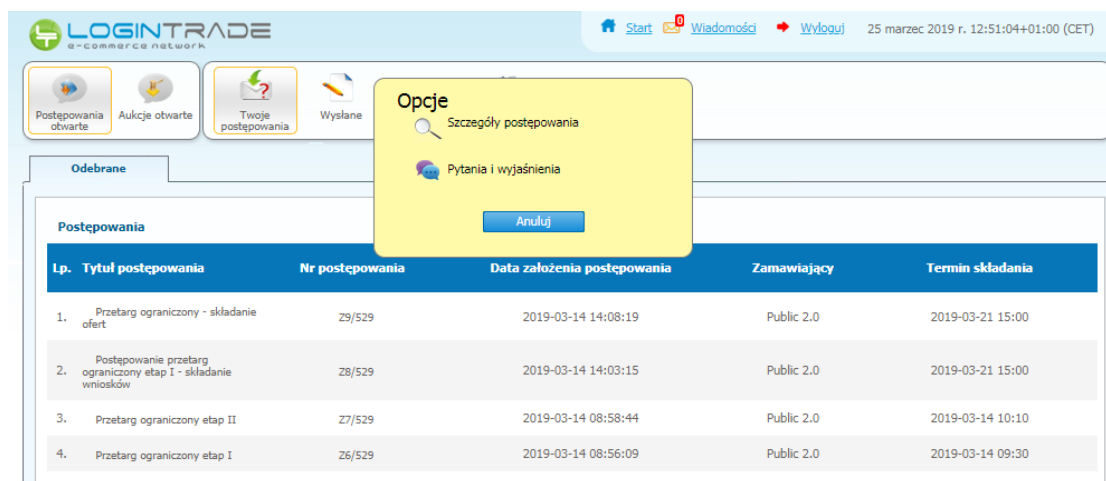 LOGINTRADE
e-commerce network
Start 0 Wiadomości Wyloguj 25 marzec 2019 r. 12:51:04+01:00 (CET)
Postępowania otwarte
Aukcje otwarte
Twoje postępowania
Wysłane
Opcje
Szczegóły postępowania
Pytania i wyjaśnienia
Anuluj
Odebrane
Postępowania
Lp. Tytuł postępowania Nr postępowania Data założenia postępowania Zamawiający Termin składania
1. Przetarg ograniczony - składanie ofert Z9/529 2019-03-14 14:08:19 Public 2.0 2019-03-21 15:00
2. Postępowanie przetarg ograniczony etap I - składanie wniosków Z8/529 2019-03-14 14:03:15 Public 2.0 2019-03-21 15:00
3. Przetarg ograniczony etap II Z7/529 2019-03-14 08:58:44 Public 2.0 2019-03-14 10:10
4. Przetarg ograniczony etap I Z6/529 2019-03-14 08:56:09 Public 2.0 2019-03-14 09:30